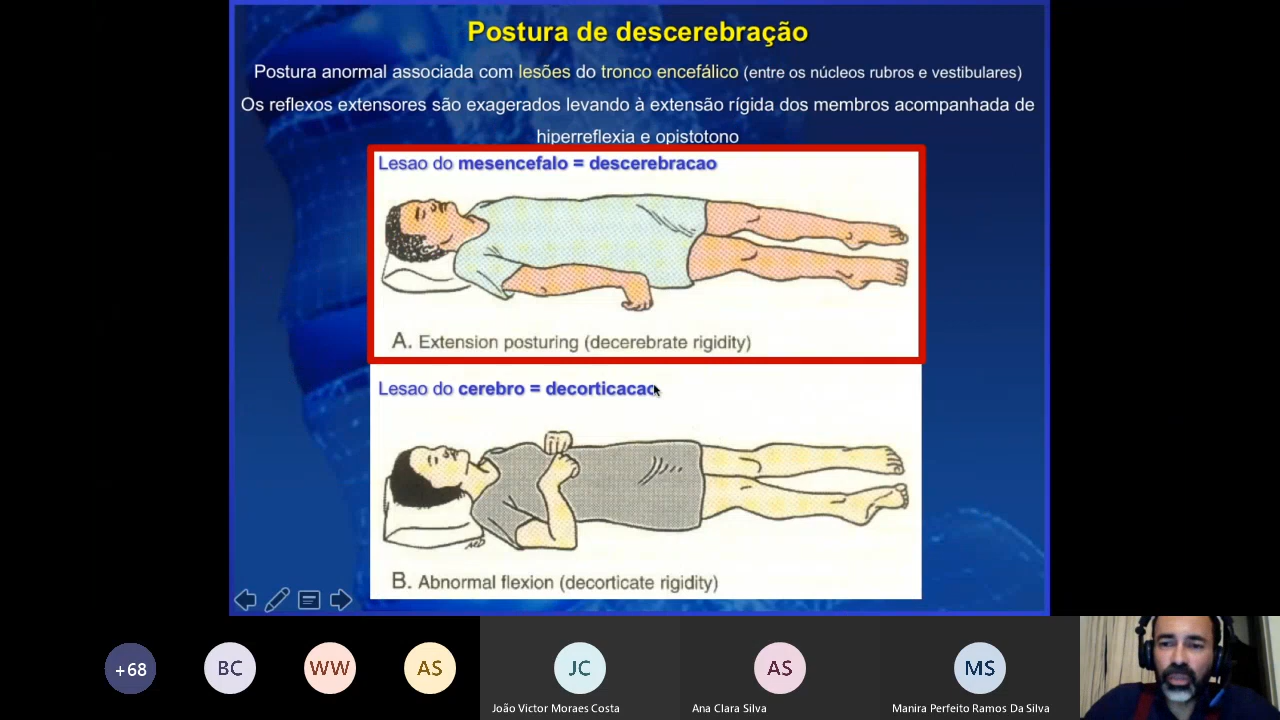 Postura de descerebração
Postura anormal associada com lesões do tronco encefálico (entre os núcleos rubros e vestibulares)
Os reflexos extensores são exagerados levando à extensão rígida dos membros acompanhada de
hiperreflexia e opistotono
Lesao do mesencefalo = descerebracao
A. Extension posturing (decerebrate rigidity)
Lesao do cerebro = decorticacao
B. Abnormal flexion (decorticate rigidity)
+68
BC
WW
AS
JC
AS
MS
João Victor Moraes Costa
Ana Clara Silva
Manira Perfeito Ramos Da Silva